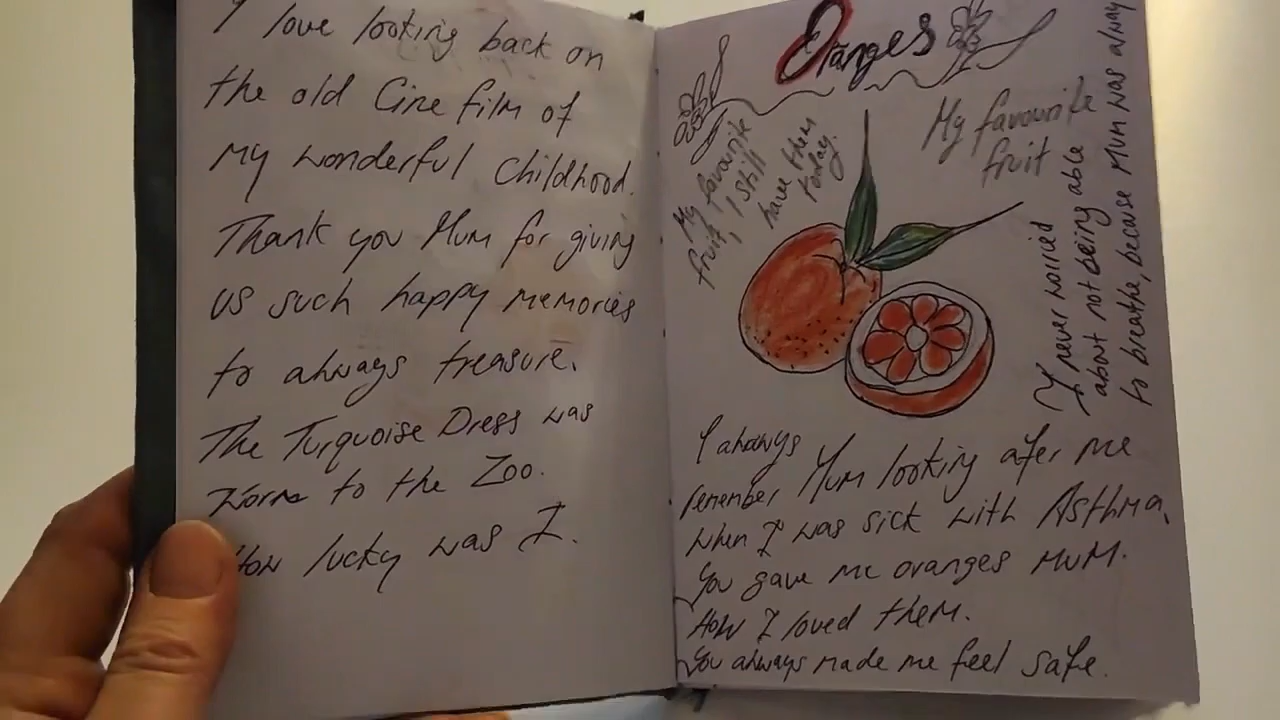 I love looking back on
the old Cine film of
my wonderful Childhood.
Thank you Mum for giving
us such happy memories
to always treasure.
The Turquoise Dress was
Worn to the Zoo.
How lucky was I.
Oranges
My favourite
fruit, I still
have them
today.
My favourite
fruit
I never worried
about not being able
to breathe, because Mum was alway
I always
remember Mum looking after me
when I was sick with Asthma,
You gave me oranges Mum.
How I loved them.
You always made me feel safe.